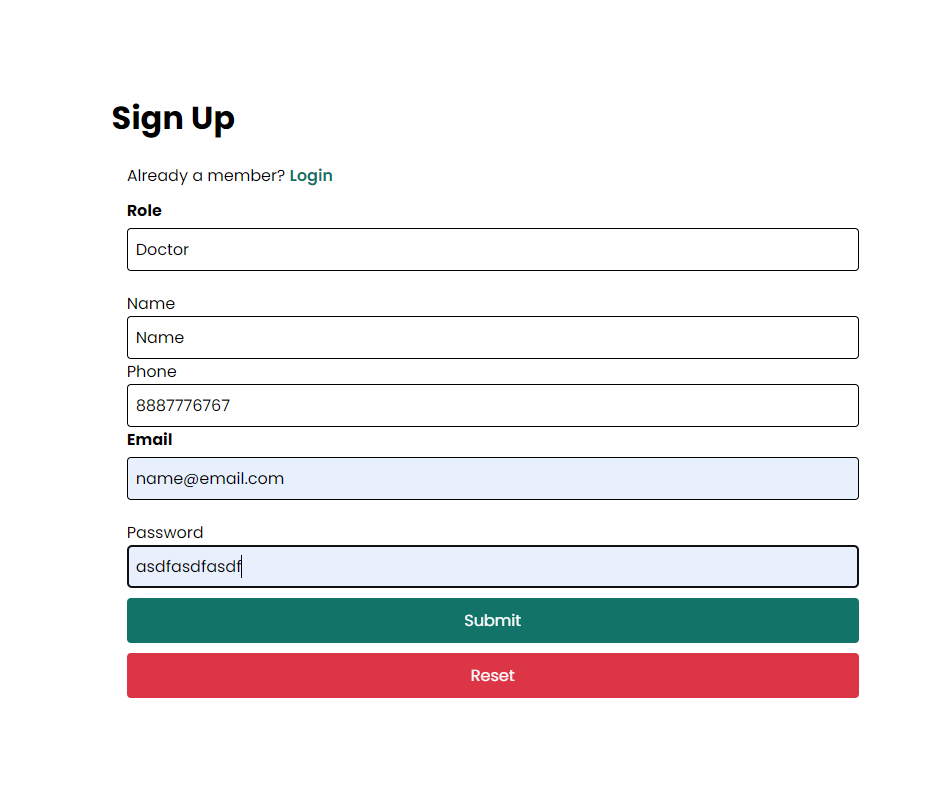 Sign Up
Already a member? Login
Role
Doctor
Name
Name
Phone
8887776767
Email
name@email.com
Password
asdfasdfasdf
Submit
Reset